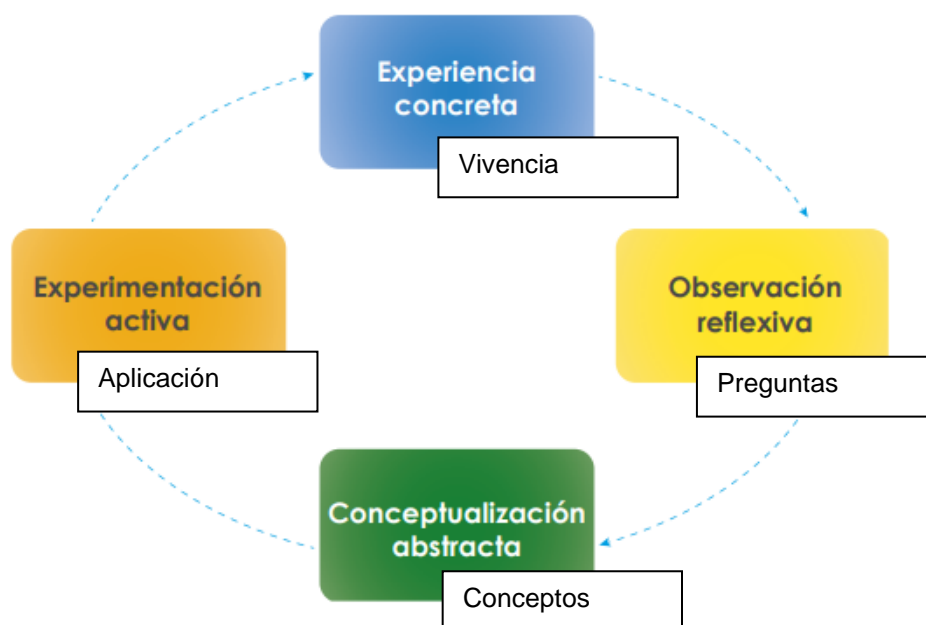 Experiencia
concreta
Vivencia
Observación
reflexiva
Preguntas
Conceptualización
abstracta
Conceptos
Experimentación
activa
Aplicación